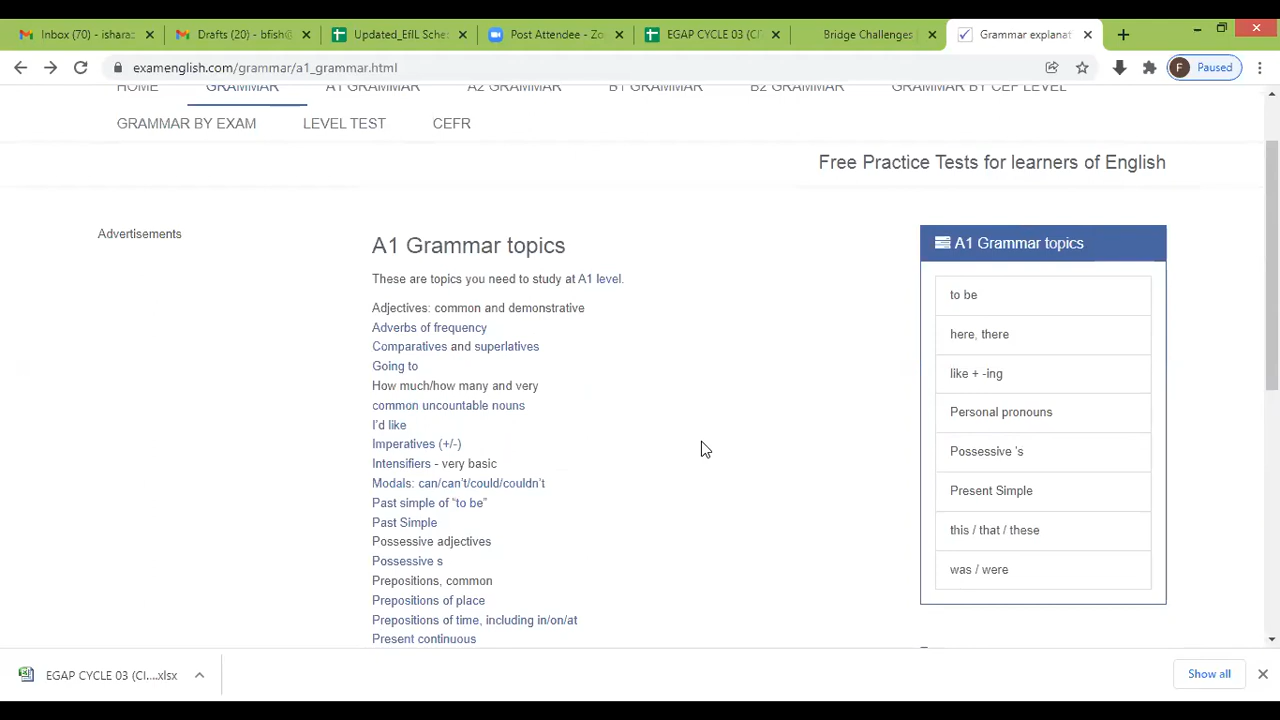 Inbox (70) - ishara:
Drafts (20) - bfish@
Updated_EfIL Sche
Post Attendee - Zo
EGAP CYCLE 03 (CI
Bridge Challenges
Grammar explana
examenglish.com/grammar/a1_grammar.html
F
Paused
HOME
GRAMMAR
A1 GRAMMAR
A2 GRAMMAR
B1 GRAMMAR
B2 GRAMMAR
GRAMMAR BY CEF LEVEL
GRAMMAR BY EXAM
LEVEL TEST
CEFR
Free Practice Tests for learners of English
Advertisements
A1 Grammar topics
These are topics you need to study at A1 level.
Adjectives: common and demonstrative
Adverbs of frequency
Comparatives and superlatives
Going to
How much/how many and very
common uncountable nouns
I'd like
Imperatives (+/-)
Intensifiers - very basic
Modals: can/can't/could/couldn't
Past simple of “to be”
Past Simple
Possessive adjectives
Possessive s
Prepositions, common
Prepositions of place
Prepositions of time, including in/on/at
Present continuous
A1 Grammar topics
to be
here, there
like + -ing
Personal pronouns
Possessive 's
Present Simple
this / that / these
was / were
EGAP CYCLE 03 (CI....xlsx
Show all